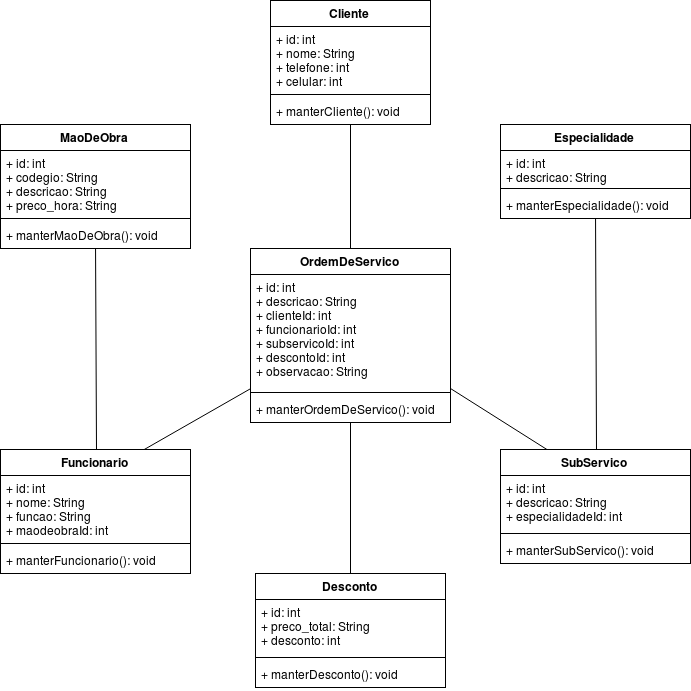 Cliente
+ id: int
+ nome: String
+ telefone: int
+ celular: int
+ manterCliente(): void
MaoDeObra
+ id: int
+ codegio: String
+ descricao: String
+ preco_hora: String
+ manterMaoDeObra(): void
Especialidade
+ id: int
+ descricao: String
+ manterEspecialidade(): void
OrdemDeServico
+ id: int
+ descricao: String
+ clienteId: int
+ funcionarioId: int
+ subservicoId: int
+ descontoId: int
+ observacao: String
+ manterOrdemDeServico(): void
Funcionario
+ id: int
+ nome: String
+ funcao: String
+ maodeobraId: int
+ manterFuncionario(): void
SubServico
+ id: int
+ descricao: String
+ especialidadeId: int
+ manterSubServico(): void
Desconto
+ id: int
+ preco_total: String
+ desconto: int
+ manterDesconto(): void